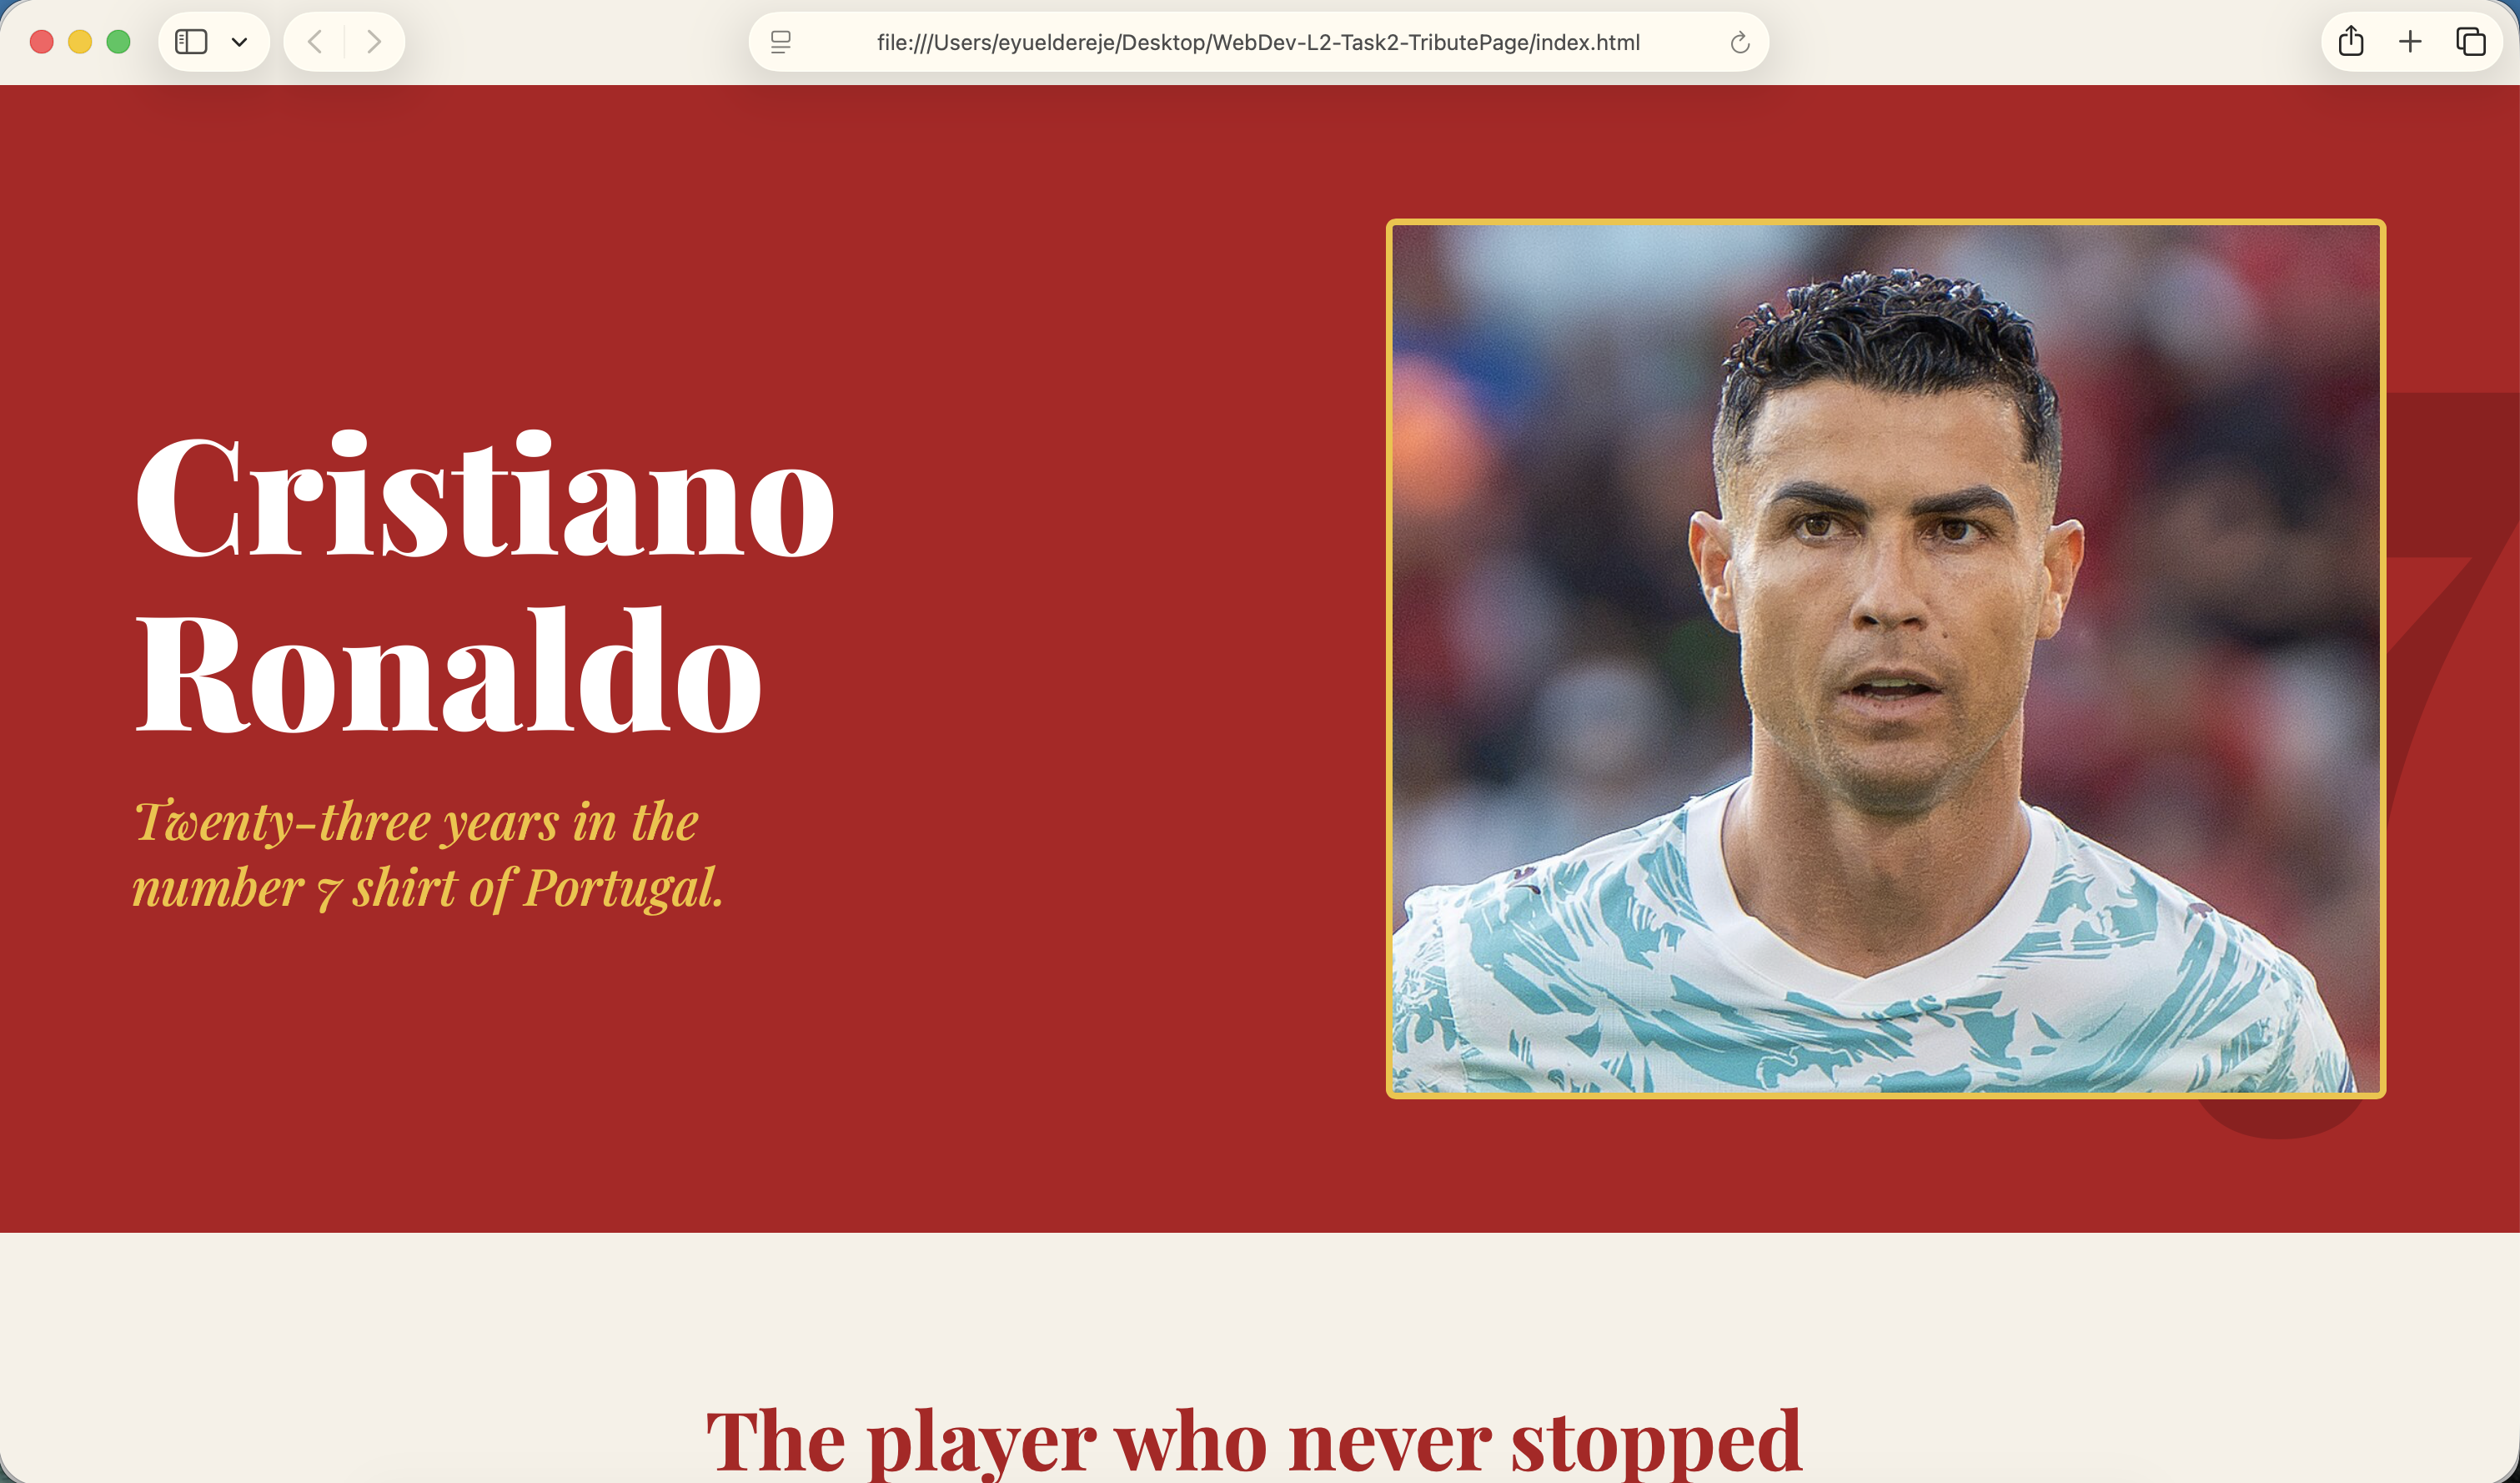 file:///Users/eyueldereje/Desktop/WebDev-L2-Task2-TributePage/index.html
Cristiano
Ronaldo
Twenty-three years in the
number 7 shirt of Portugal.
7
The player who never stopped